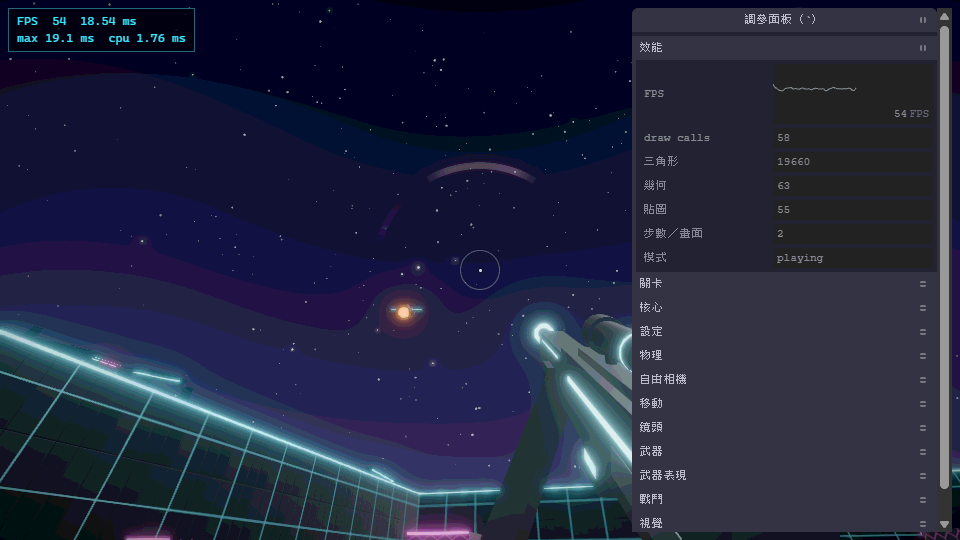 FPS 54 18.54 ms
max 19.1 ms cpu 1.76 ms
調參面板 (`)
效能
FPS
54 FPS
draw calls 58
三角形 19660
幾何 63
貼圖 55
步數／畫面 2
模式 playing
關卡
核心
設定
物理
自由相機
移動
鏡頭
武器
武器表現
戰鬥
視覺